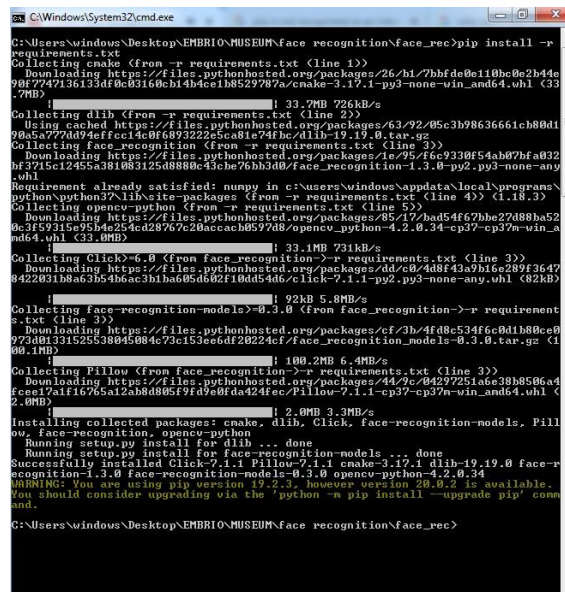 C:\Windows\System32\cmd.exe
C:\Users\windows\Desktop\EMBRIO\MUSEUM\face recognition\face_rec>pip install -r
requirements.txt
Collecting cmake (from -r requirements.txt (line 1))
  Downloading https://files.pythonhosted.org/packages/26/b1/7bbfde0e110bc0e2b44e
90f7747136133df0c03160cb14b4ce1b8529787a/cmake-3.17.1-py3-none-win_amd64.whl (33
.7MB)
     |████████████████████████████████| 33.7MB 726kB/s
Collecting dlib (from -r requirements.txt (line 2))
  Using cached https://files.pythonhosted.org/packages/63/92/05c3b98636661cb80d1
90a5a777dd94effcc14c0f6893222e5ca81e74fbc/dlib-19.19.0.tar.gz
Collecting face_recognition (from -r requirements.txt (line 3))
  Downloading https://files.pythonhosted.org/packages/1e/95/f6c9330f54ab07bfa032
bf3715c12455a381083125d8880c43cbe76bb3d0/face_recognition-1.3.0-py2.py3-none-any
.whl
Requirement already satisfied: numpy in c:\users\windows\appdata\local\programs\
python\python37\lib\site-packages (from -r requirements.txt (line 4)) (1.18.3)
Collecting opencv-python (from -r requirements.txt (line 5))
  Downloading https://files.pythonhosted.org/packages/85/17/bad54f67bbe27d88ba52
0c3f59315e95b4e254cd28767c20accacb0597d8/opencv_python-4.2.0.34-cp37-cp37m-win_a
md64.whl (33.0MB)
     |████████████████████████████████| 33.1MB 731kB/s
Collecting Click>=6.0 (from face_recognition->-r requirements.txt (line 3))
  Downloading https://files.pythonhosted.org/packages/dd/c0/4d8f43a9b16e289f3647
8422031b8a63b54b6ac3b1ba605d602f10dd54d6/click-7.1.1-py2.py3-none-any.whl (82kB)
     |████████████████████████████████| 92kB 5.8MB/s
Collecting face-recognition-models>=0.3.0 (from face_recognition->-r requirement
s.txt (line 3))
  Downloading https://files.pythonhosted.org/packages/cf/3b/4fd8c534f6c0d1b80ce0
973d01331525538045084c73c153ee6df20224cf/face_recognition_models-0.3.0.tar.gz (1
00.1MB)
     |████████████████████████████████| 100.2MB 6.4MB/s
Collecting Pillow (from face_recognition->-r requirements.txt (line 3))
  Downloading https://files.pythonhosted.org/packages/44/9c/04297251a6e38b8506a4
fcee17a1f16765a12ab8d805f9fd9e0fda424fec/Pillow-7.1.1-cp37-cp37m-win_amd64.whl (
2.0MB)
     |████████████████████████████████| 2.0MB 3.3MB/s
Installing collected packages: cmake, dlib, Click, face-recognition-models, Pill
ow, face-recognition, opencv-python
  Running setup.py install for dlib ... done
  Running setup.py install for face-recognition-models ... done
Successfully installed Click-7.1.1 Pillow-7.1.1 cmake-3.17.1 dlib-19.19.0 face-r
ecognition-1.3.0 face-recognition-models-0.3.0 opencv-python-4.2.0.34
WARNING: You are using pip version 19.2.3, however version 20.0.2 is available.
You should consider upgrading via the 'python -m pip install --upgrade pip' comm
and.
C:\Users\windows\Desktop\EMBRIO\MUSEUM\face recognition\face_rec>